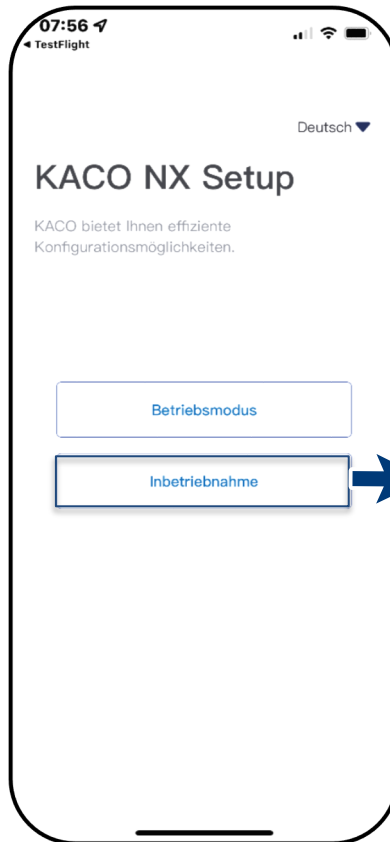 07:56
TestFlight
Deutsch
KACO NX Setup
KACO bietet Ihnen effiziente
Konfigurationsmöglichkeiten.
Betriebsmodus
Inbetriebnahme